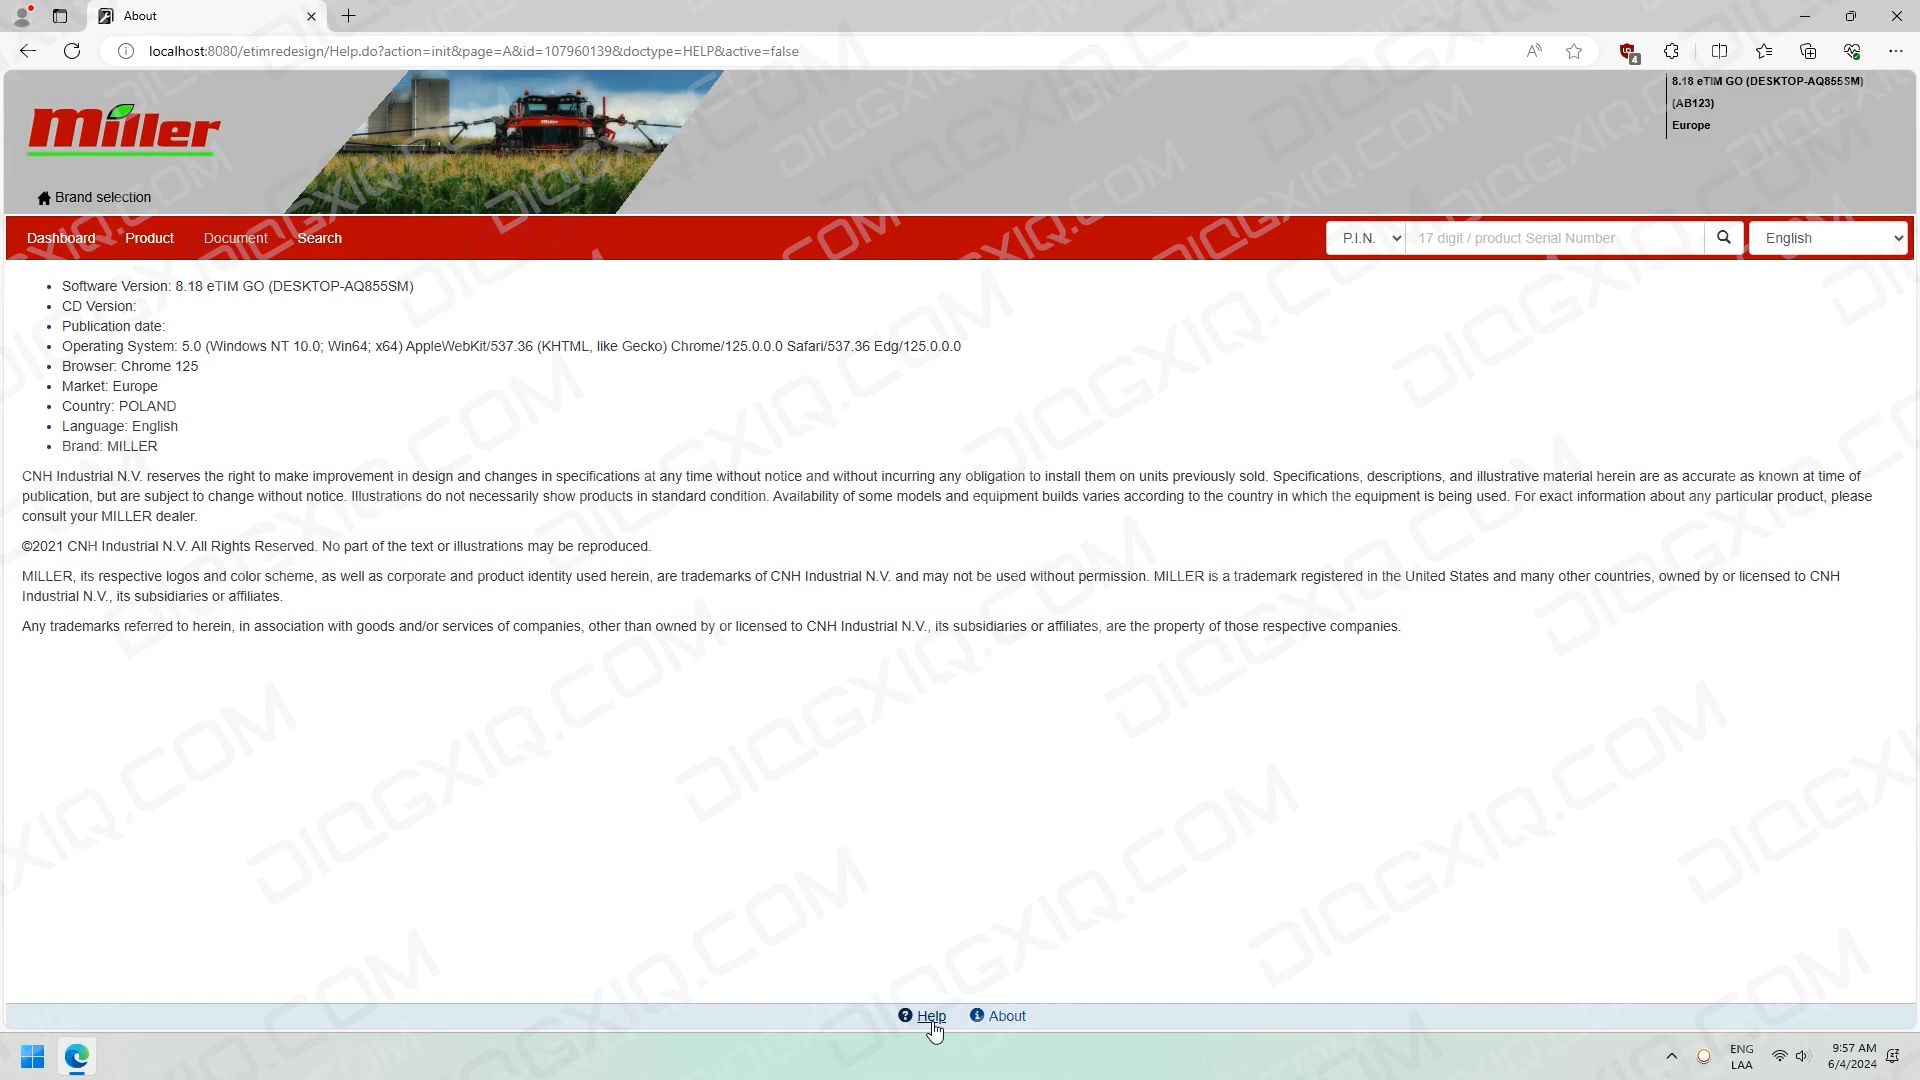 About
localhost:8080/etimredesign/Help.do?action=init&page=A&id=107960139&doctype=HELP&active=false
4
8.18 eTIM GO (DESKTOP-AQ855SM)
(AB123)
Europe
miller
Brand selection
Dashboard Product Document Search P.I.N. 17 digit / product Serial Number English
• Software Version: 8.18 eTIM GO (DESKTOP-AQ855SM)
• CD Version:
• Publication date:
• Operating System: 5.0 (Windows NT 10.0; Win64; x64) AppleWebKit/537.36 (KHTML, like Gecko) Chrome/125.0.0.0 Safari/537.36 Edg/125.0.0.0
• Browser: Chrome 125
• Market: Europe
• Country: POLAND
• Language: English
• Brand: MILLER
CNH Industrial N.V. reserves the right to make improvement in design and changes in specifications at any time without notice and without incurring any obligation to install them on units previously sold. Specifications, descriptions, and illustrative material herein are as accurate as known at time of
publication, but are subject to change without notice. Illustrations do not necessarily show products in standard condition. Availability of some models and equipment builds varies according to the country in which the equipment is being used. For exact information about any particular product, please
consult your MILLER dealer.
©2021 CNH Industrial N.V. All Rights Reserved. No part of the text or illustrations may be reproduced.
MILLER, its respective logos and color scheme, as well as corporate and product identity used herein, are trademarks of CNH Industrial N.V. and may not be used without permission. MILLER is a trademark registered in the United States and many other countries, owned by or licensed to CNH
Industrial N.V., its subsidiaries or affiliates.
Any trademarks referred to herein, in association with goods and/or services of companies, other than owned by or licensed to CNH Industrial N.V., its subsidiaries or affiliates, are the property of those respective companies.
Help About
ENG
LAA
9:57 AM
6/4/2024
DIAGXIQ.COM